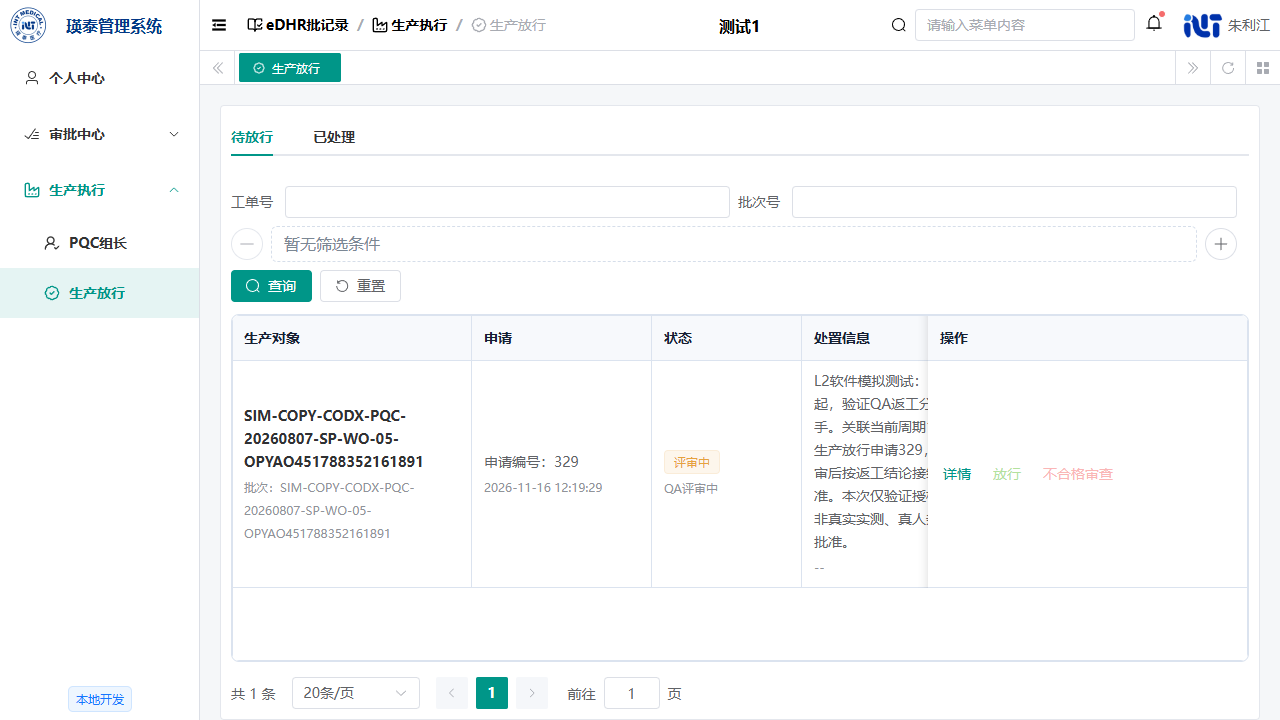 瑛泰管理系统
eDHR批记录 / 生产执行 / 生产放行
测试1
请输入菜单内容
朱利江
个人中心
审批中心
生产执行
PQC组长
生产放行
本地开发
生产放行
待放行
已处理
工单号
批次号
暂无筛选条件
查询
重置
生产对象
申请
状态
处置信息
操作
SIM-COPY-CODX-PQC-
20260807-SP-WO-05-
OPYAO451788352161891
批次：SIM-COPY-CODX-PQC-
20260807-SP-WO-05-
OPYAO451788352161891
申请编号：329
2026-11-16 12:19:29
评审中
QA评审中
L2软件模拟测试：
起，验证QA返工分
手。关联当前周期
生产放行申请329，
审后按返工结论接
准。本次仅验证授
非真实实测、真人
批准。
--
详情
放行
不合格审查
共 1 条
20条/页
1
前往
1
页